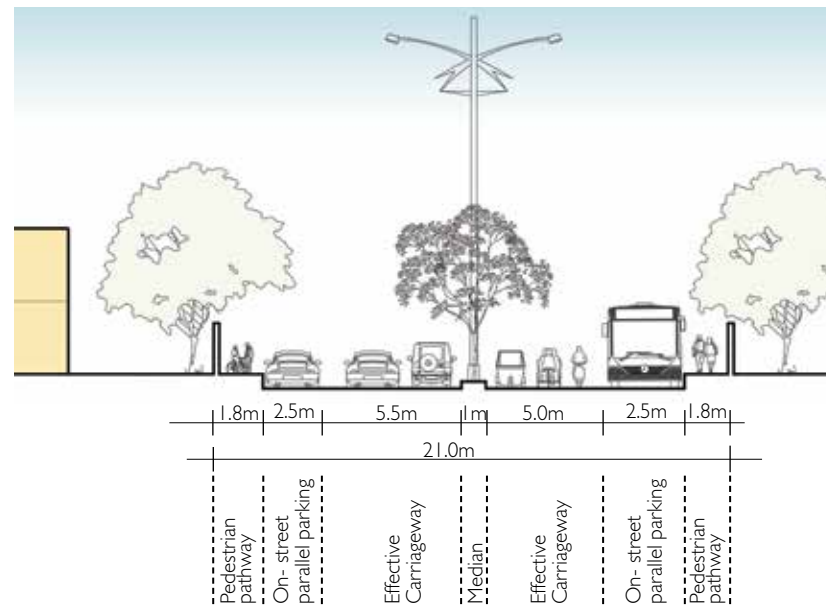 1.8m 2.5m 5.5m 1m 5.0m 2.5m 1.8m
21.0m
Pedestrian
pathway
On- street
parallel parking
Effective
Carriageway
Median
Effective
Carriageway
On- street
parallel parking
Pedestrian
pathway